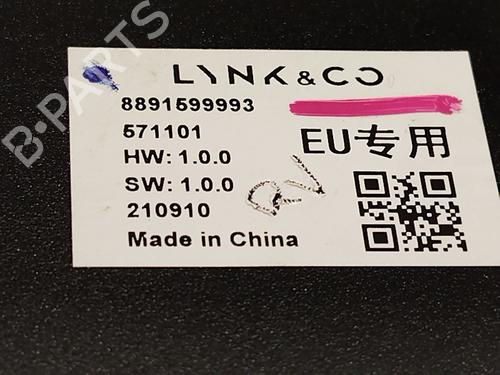 B-PARTS
LYNK & CO
8891599993
571101
EU专用
HW: 1.0.0
SW: 1.0.0
210910
Made in China